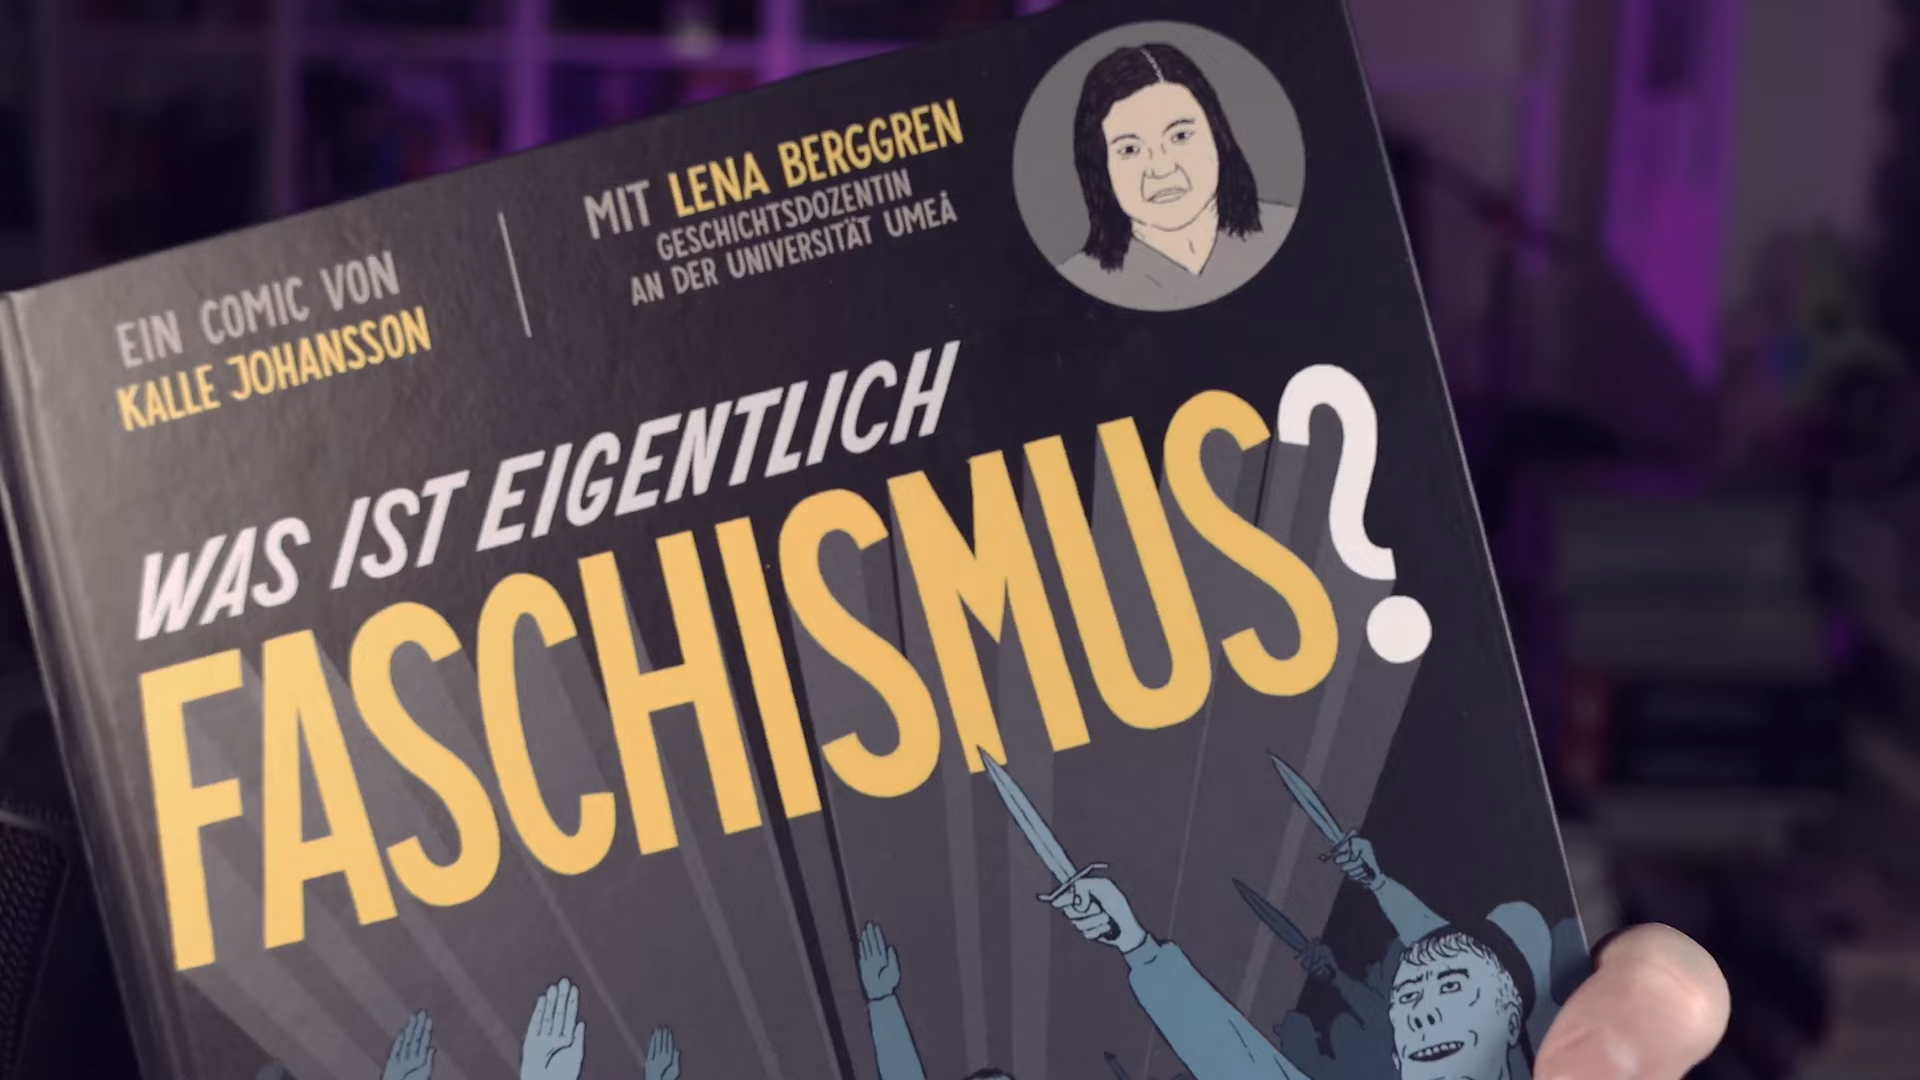 EIN COMIC VON
KALLE JOHANSSON
MIT LENA BERGGREN
GESCHICHTSDOZENTIN
AN DER UNIVERSITÄT UMEÅ
WAS IST EIGENTLICH
FASCHISMUS?